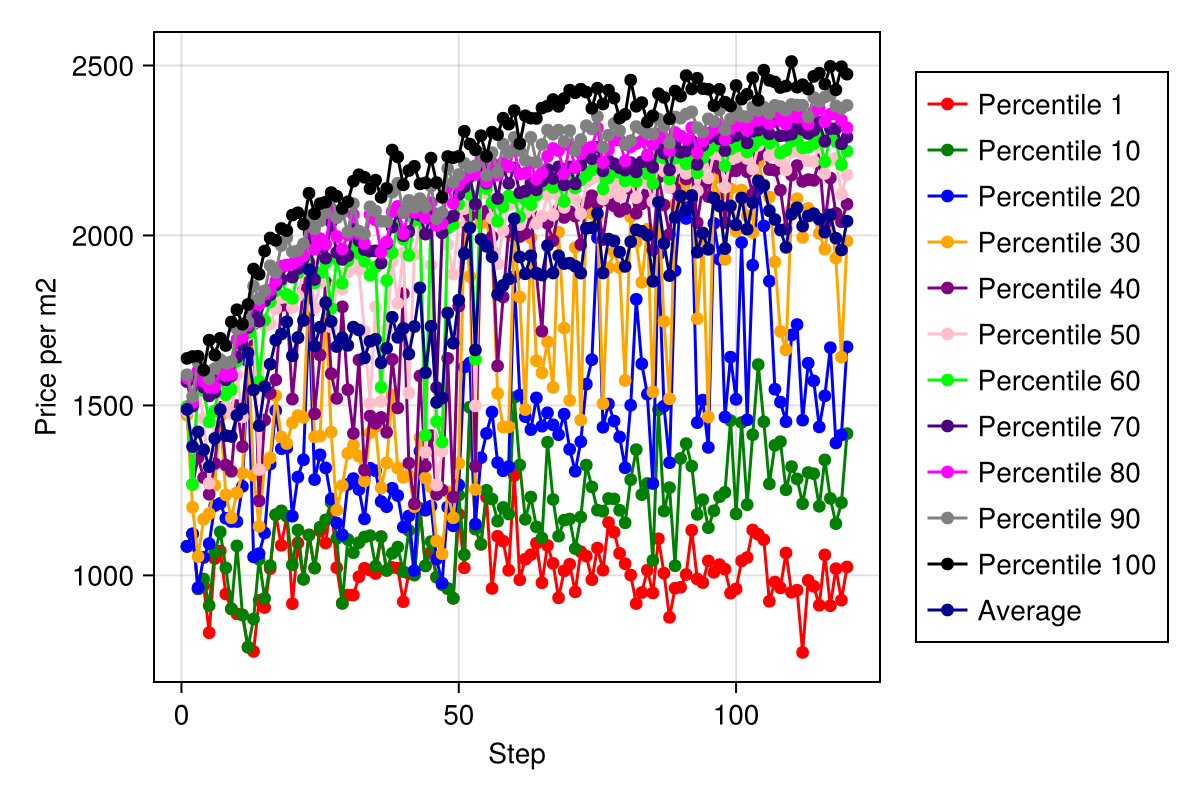 2500
2000
1500
1000
Price per m2
0
50
100
Step
Percentile 1
Percentile 10
Percentile 20
Percentile 30
Percentile 40
Percentile 50
Percentile 60
Percentile 70
Percentile 80
Percentile 90
Percentile 100
Average